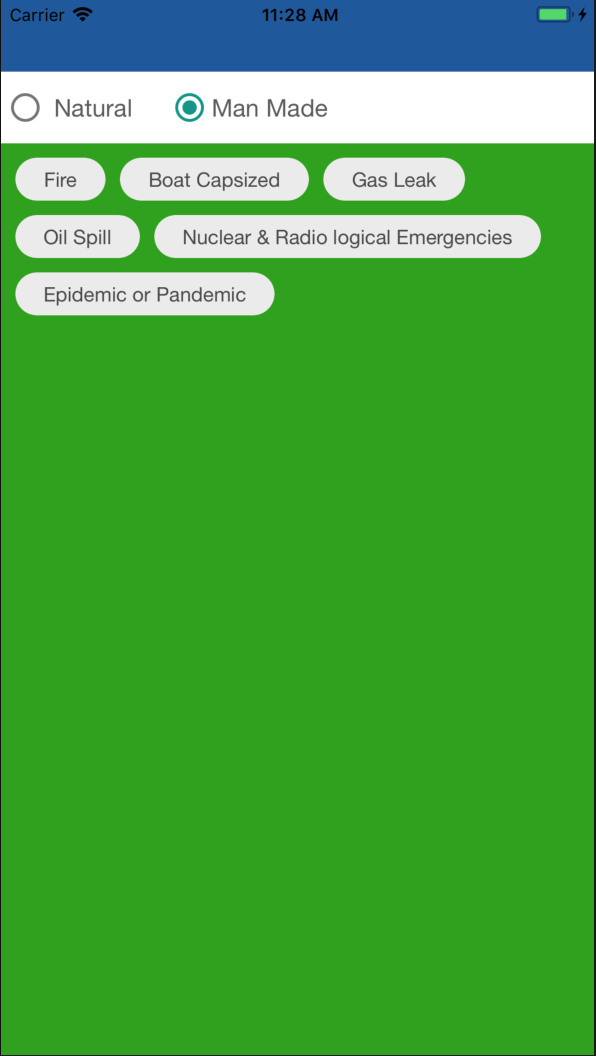 Carrier 11:28 AM
Natural Man Made
Fire Boat Capsized Gas Leak
Oil Spill Nuclear & Radio logical Emergencies
Epidemic or Pandemic